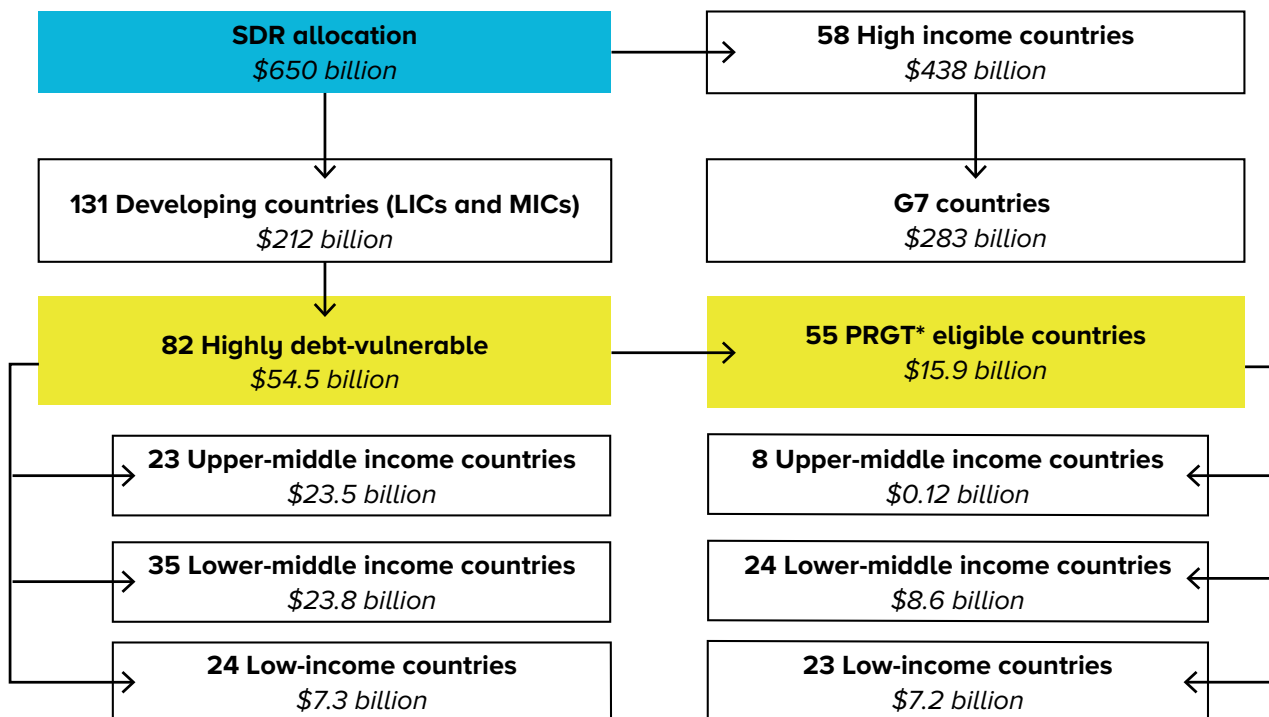 SDR allocation
$650 billion
58 High income countries
$438 billion
131 Developing countries (LICs and MICs)
$212 billion
G7 countries
$283 billion
82 Highly debt-vulnerable
$54.5 billion
55 PRGT* eligible countries
$15.9 billion
23 Upper-middle income countries
$23.5 billion
8 Upper-middle income countries
$0.12 billion
35 Lower-middle income countries
$23.8 billion
24 Lower-middle income countries
$8.6 billion
24 Low-income countries
$7.3 billion
23 Low-income countries
$7.2 billion